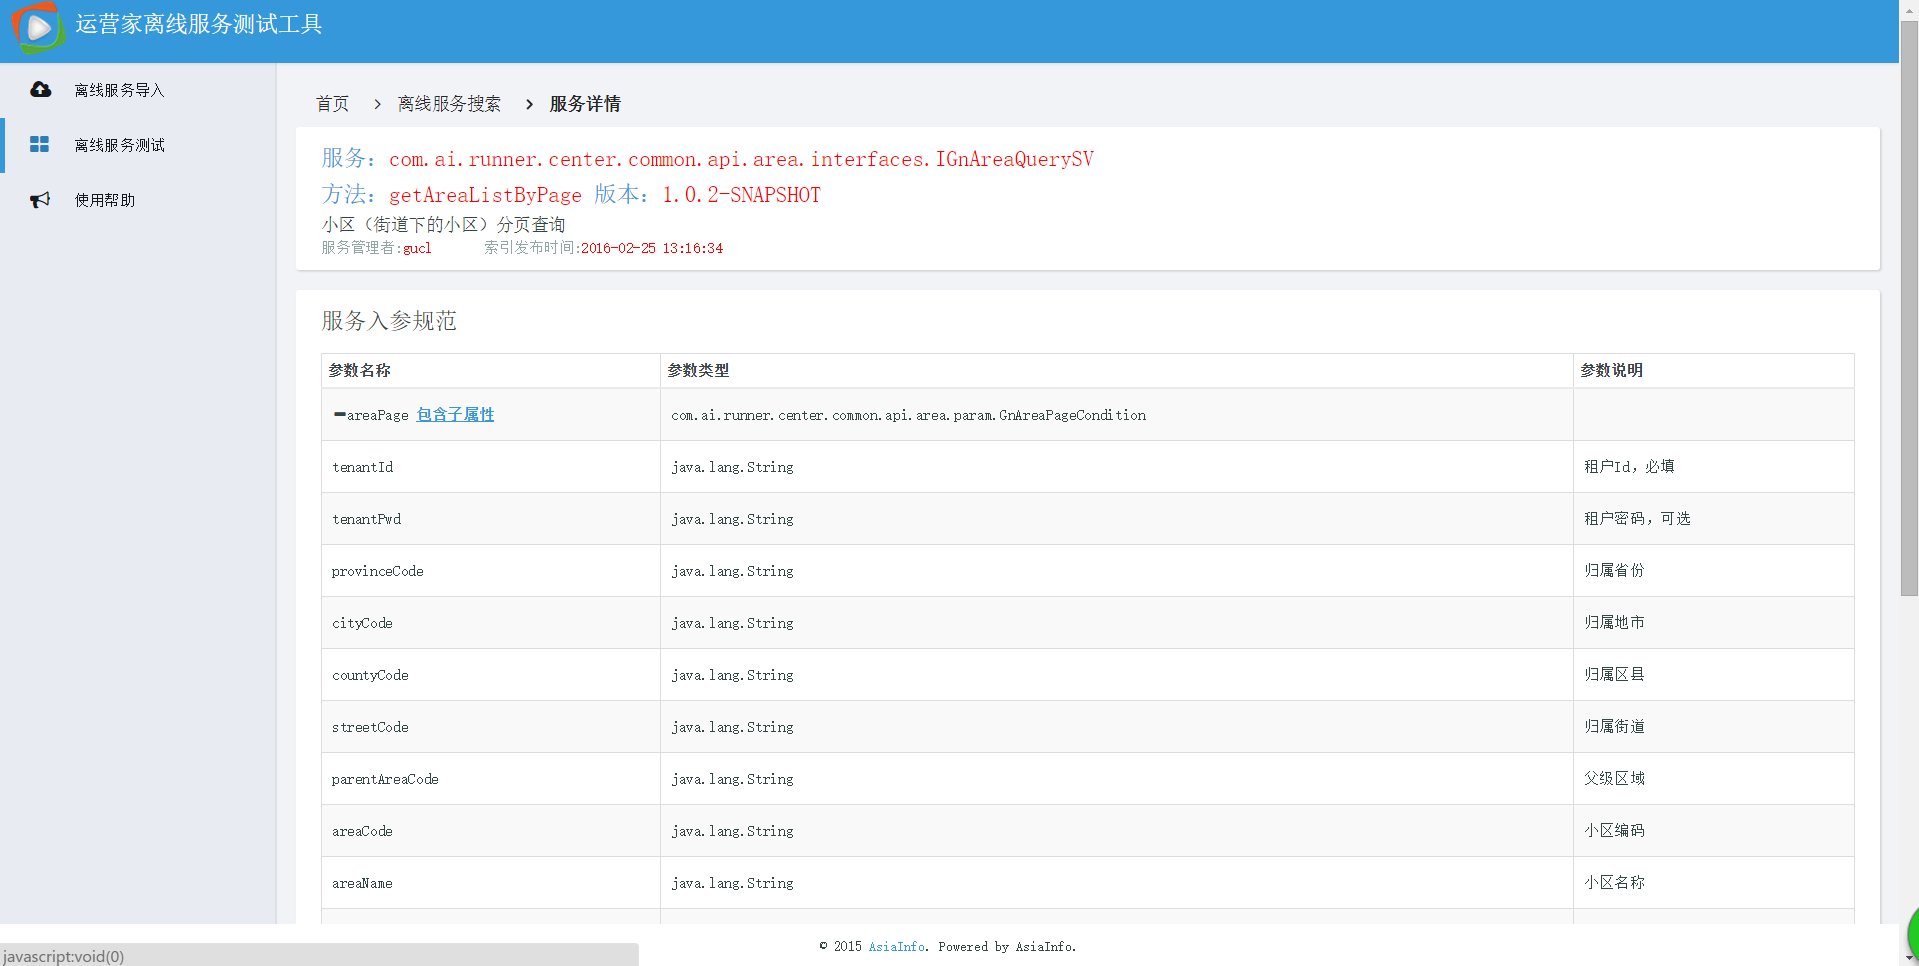 运营家离线服务测试工具
离线服务导入
离线服务测试
使用帮助
首页 > 离线服务搜索 > 服务详情
服务：com.ai.runner.center.common.api.area.interfaces.IGnAreaQuerySV
方法：getAreaListByPage 版本：1.0.2-SNAPSHOT
小区（街道下的小区）分页查询
服务管理者:gucl 索引发布时间:2016-02-25 13:16:34
服务入参规范
参数名称 参数类型 参数说明
areaPage 包含子属性 com.ai.runner.center.common.api.area.param.GnAreaPageCondition
tenantId java.lang.String 租户Id，必填
tenantPwd java.lang.String 租户密码，可选
provinceCode java.lang.String 归属省份
cityCode java.lang.String 归属地市
countyCode java.lang.String 归属区县
streetCode java.lang.String 归属街道
parentAreaCode java.lang.String 父级区域
areaCode java.lang.String 小区编码
areaName java.lang.String 小区名称
© 2015 AsiaInfo. Powered by AsiaInfo.
javascript:void(0)